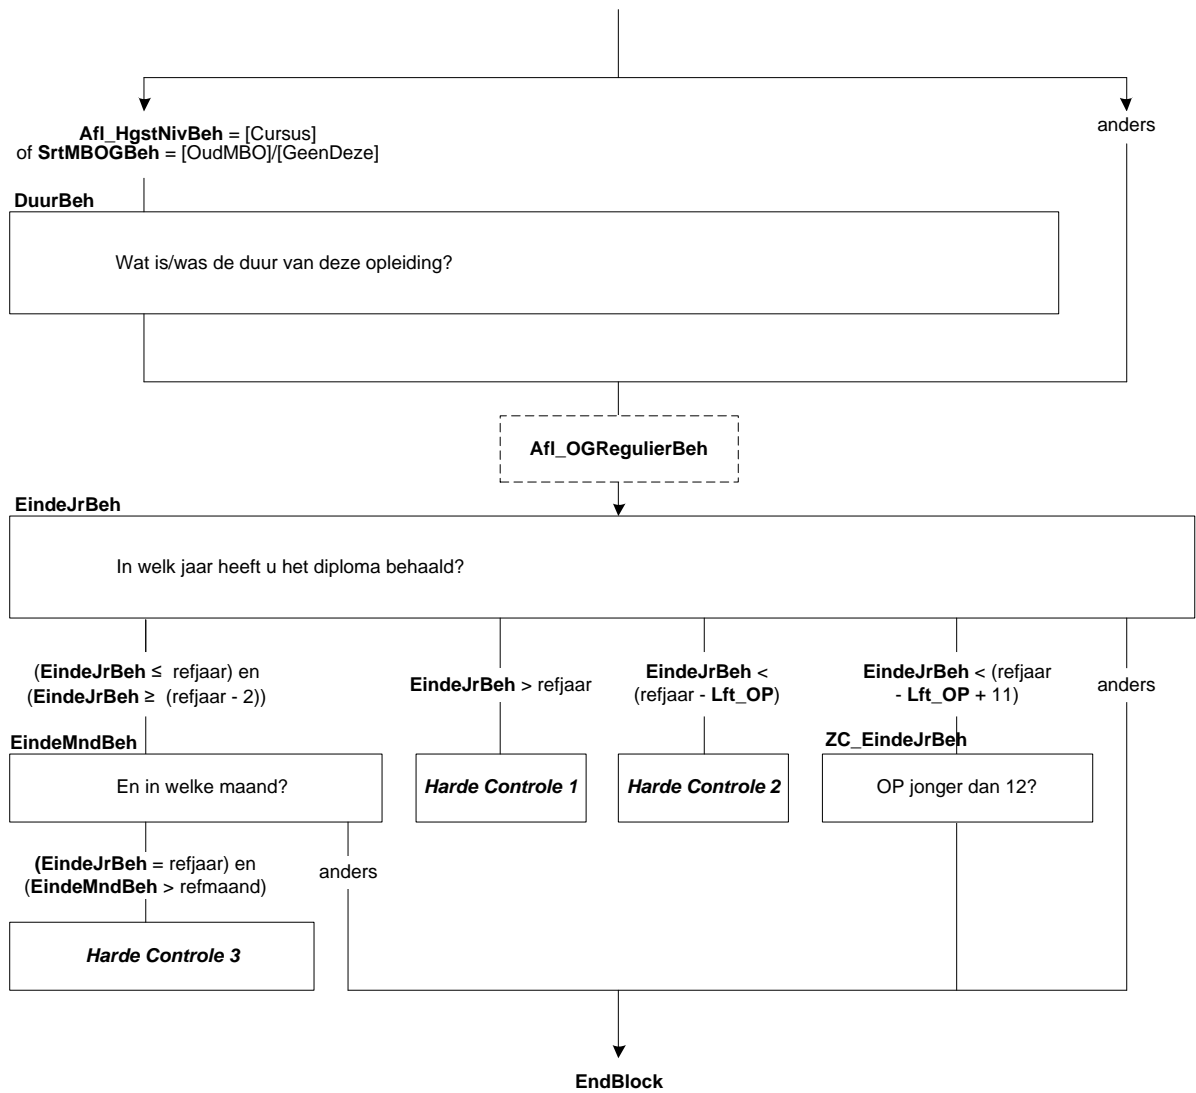 Afl_HgstNivBeh = [Cursus]
of SrtMBOGBeh = [OudMBO]/[GeenDeze]
anders
DuurBeh
Wat is/was de duur van deze opleiding?
Afl_OGRegulierBeh
EindeJrBeh
In welk jaar heeft u het diploma behaald?
(EindeJrBeh ≤ refjaar) en
(EindeJrBeh ≥ (refjaar - 2))
EindeJrBeh > refjaar
EindeJrBeh <
(refjaar - Lft_OP)
EindeJrBeh < (refjaar
- Lft_OP + 11)
anders
EindeMndBeh
En in welke maand?
Harde Controle 1
Harde Controle 2
ZC_EindeJrBeh
OP jonger dan 12?
(EindeJrBeh = refjaar) en
(EindeMndBeh > refmaand)
anders
Harde Controle 3
EndBlock